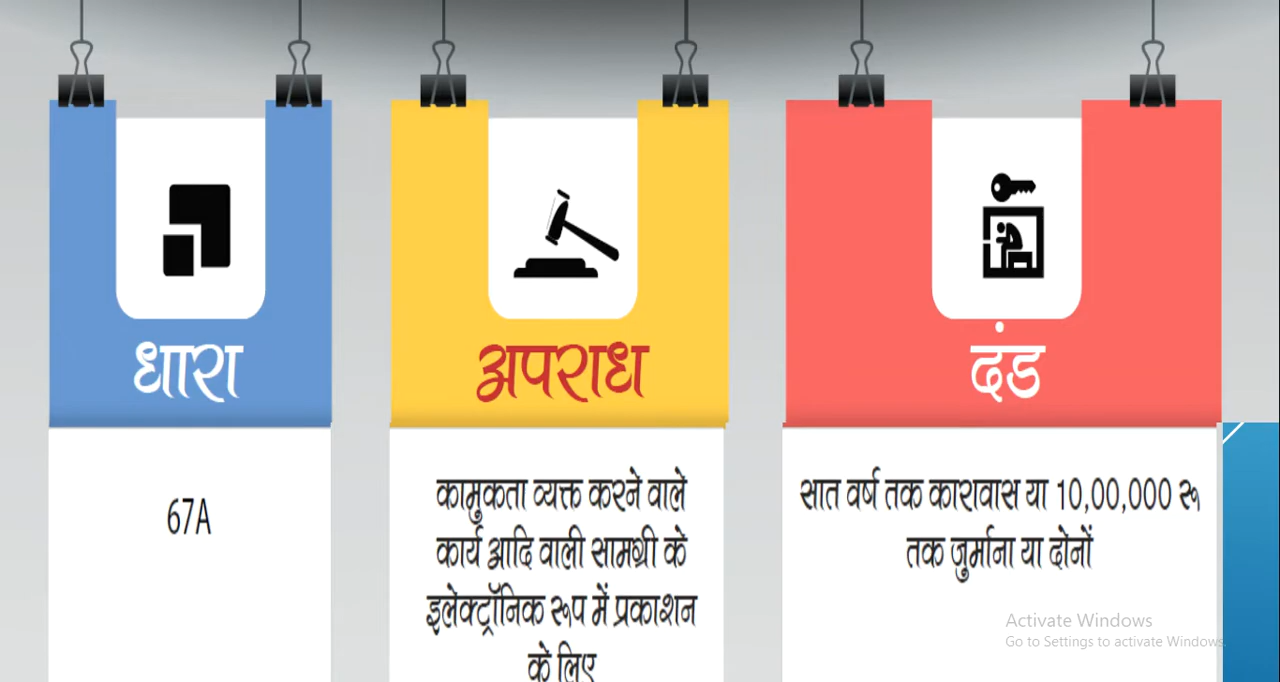 धारा
67A
अपराध
कामुकता व्यक्त करने वाले
कार्य आदि वाली सामग्री के
इलेक्ट्रॉनिक रूप में प्रकाशन
के लिए
दंड
सात वर्ष तक कारावास या 10,00,000 रू
तक जुर्माना या दोनों
Activate Windows
Go to Settings to activate Windows.